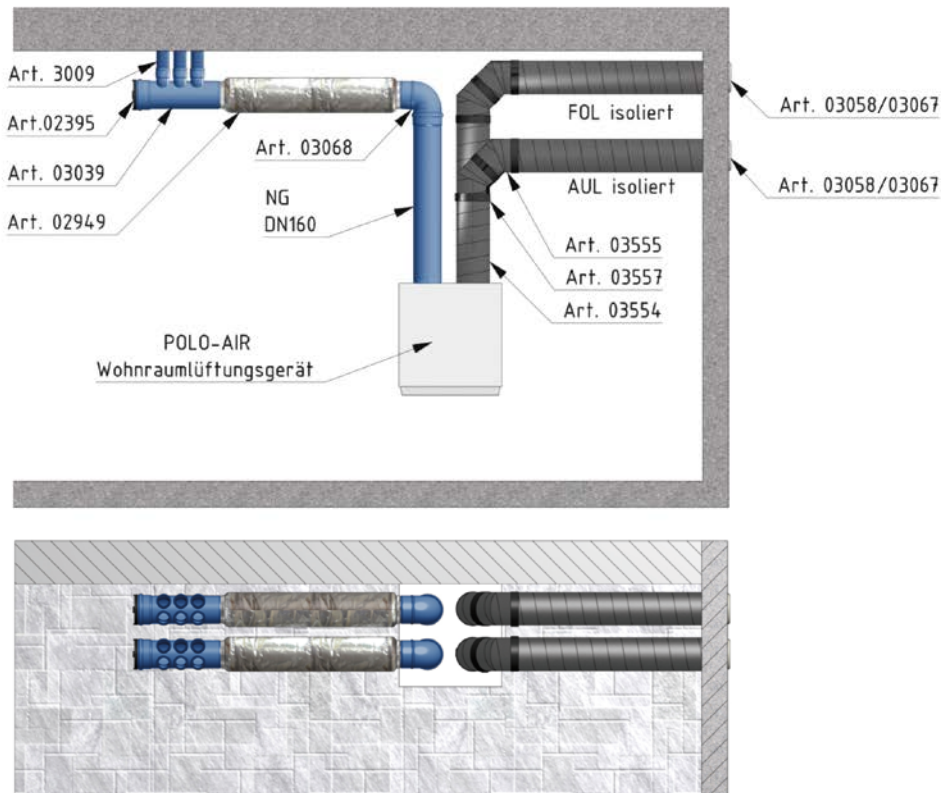 Art. 3009
Art.02395
Art. 03039
Art. 02949
Art. 03068
NG
DN160
POLO-AIR
Wohnraumlüftungsgerät
FOL isoliert
AUL isoliert
Art. 03058/03067
Art. 03058/03067
Art. 03555
Art. 03557
Art. 03554